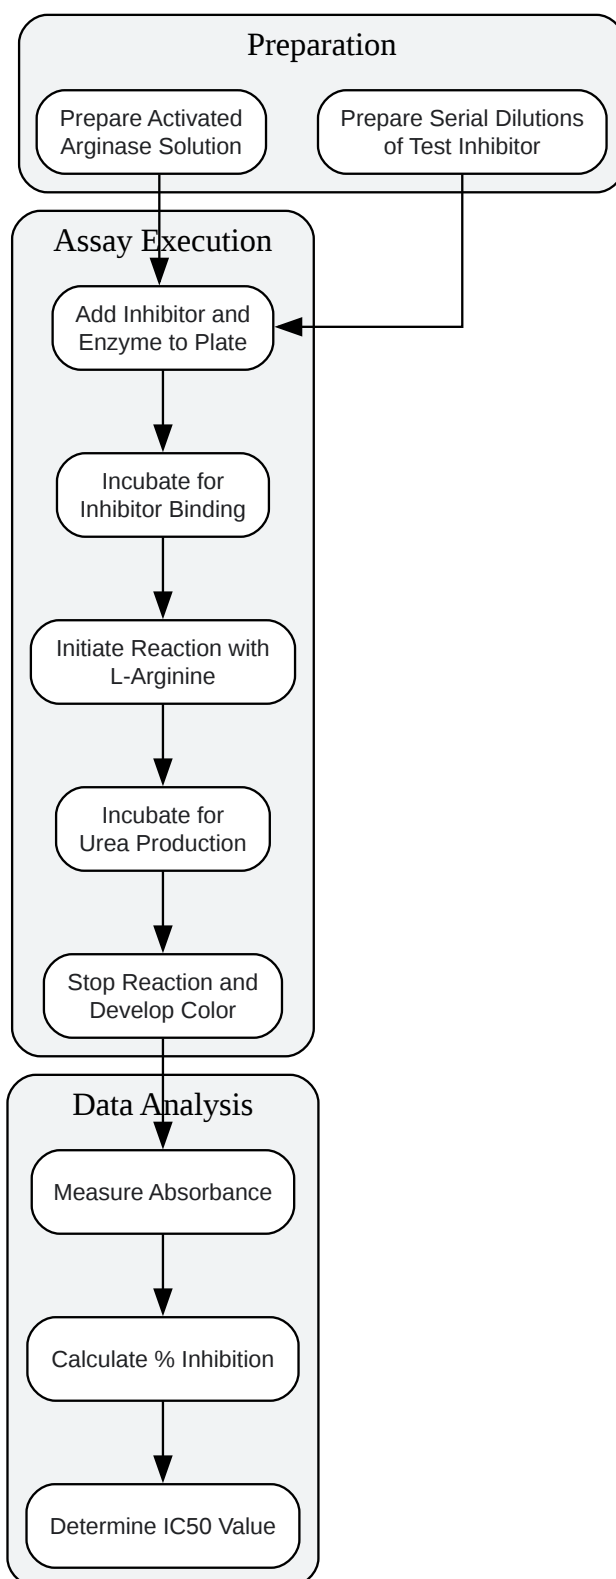 Preparation
Prepare Activated
Arginase Solution
Prepare Serial Dilutions
of Test Inhibitor
Assay Execution
Add Inhibitor and
Enzyme to Plate
Incubate for
Inhibitor Binding
Initiate Reaction with
L-Arginine
Incubate for
Urea Production
Stop Reaction and
Develop Color
Data Analysis
Measure Absorbance
Calculate % Inhibition
Determine IC50 Value